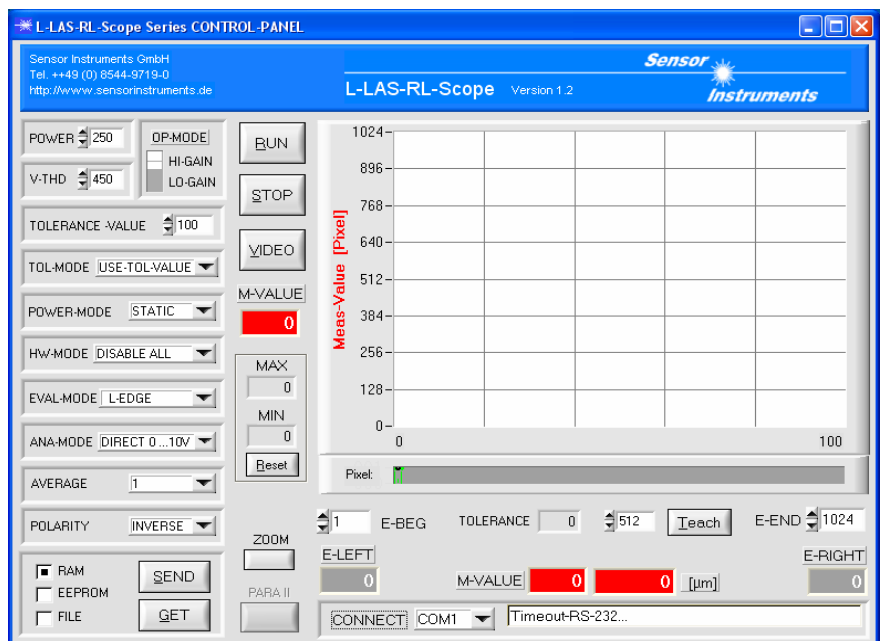 L-LAS-RL-Scope Series CONTROL-PANEL
Sensor Instruments GmbH
Tel. ++49 (0) 8544-9719-0
http://www.sensorinstruments.de
L-LAS-RL-Scope Version 1.2
Sensor
Instruments
POWER 250
OP-MODE
HI-GAIN
LO-GAIN
V-THD 450
TOLERANCE -VALUE 100
TOL-MODE USE-TOL-VALUE
POWER-MODE STATIC
HW-MODE DISABLE ALL
EVAL-MODE L-EDGE
ANA-MODE DIRECT 0...10V
AVERAGE 1
POLARITY INVERSE
RAM
EEPROM
FILE
SEND
GET
RUN
STOP
VIDEO
M-VALUE
0
MAX
0
MIN
0
Reset
ZOOM
PARA II
Meas-Value [Pixel]
1024
896
768
640
512
384
256
128
0
0 100
Pixel:
1 E-BEG TOLERANCE 0 512 Teach E-END 1024
E-LEFT
0
M-VALUE 0 0 [µm]
E-RIGHT
0
CONNECT COM1 Timeout-RS-232...